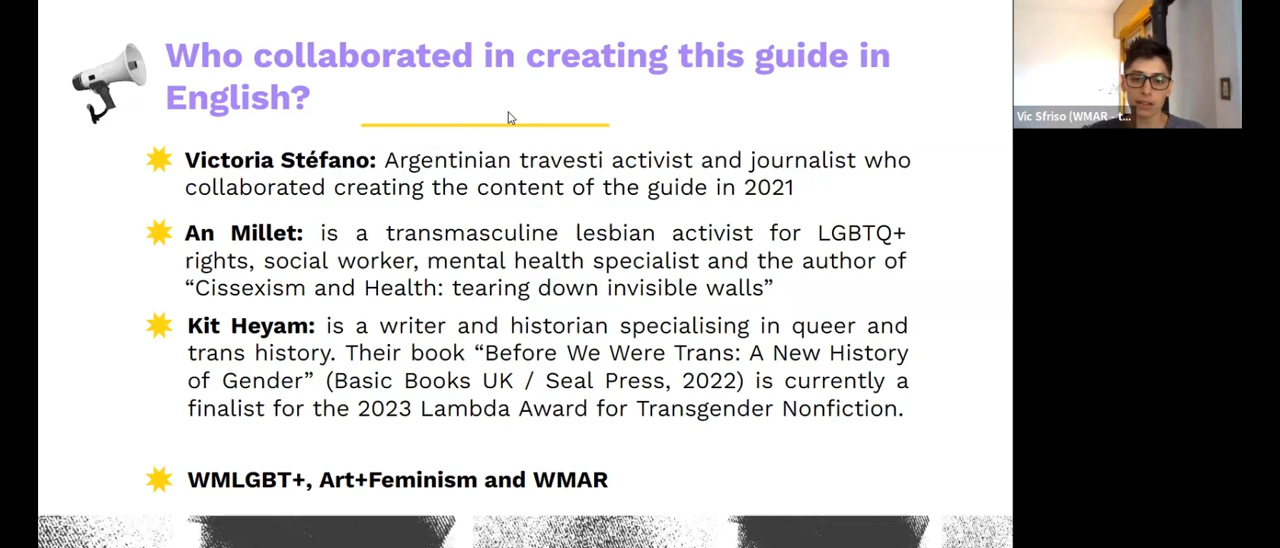 Who collaborated in creating this guide in
English?
Victoria Stéfano: Argentinian travesti activist and journalist who
collaborated creating the content of the guide in 2021
An Millet: is a transmasculine lesbian activist for LGBTQ+
rights, social worker, mental health specialist and the author of
“Cissexism and Health: tearing down invisible walls”
Kit Heyam: is a writer and historian specialising in queer and
trans history. Their book “Before We Were Trans: A New History
of Gender” (Basic Books UK / Seal Press, 2022) is currently a
finalist for the 2023 Lambda Award for Transgender Nonfiction.
WMLGBT+, Art+Feminism and WMAR
Vic Sfriso (WMAR - t...